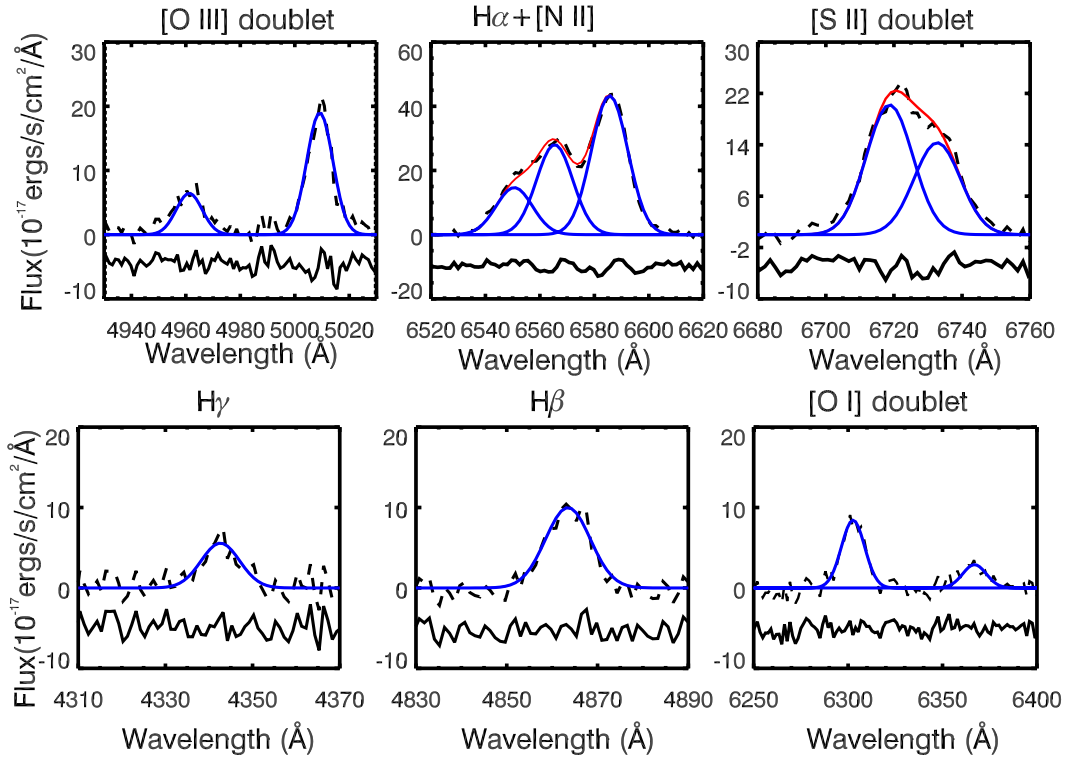 [O III] doublet
Hα+[N II]
[S II] doublet
Flux(10⁻¹⁷ergs/s/cm²/Å)
30
20
10
0
-10
4940 4960 4980 5000 5020
Wavelength (Å)
60
40
20
0
-20
6520 6540 6560 6580 6600 6620
Wavelength (Å)
30
22
14
6
-2
-10
6680 6700 6720 6740 6760
Wavelength (Å)
Hγ
Hβ
[O I] doublet
Flux(10⁻¹⁷ergs/s/cm²/Å)
20
10
0
-10
4310 4330 4350 4370
Wavelength (Å)
20
10
0
-10
4830 4850 4870 4890
Wavelength (Å)
20
10
0
-10
6250 6300 6350 6400
Wavelength (Å)